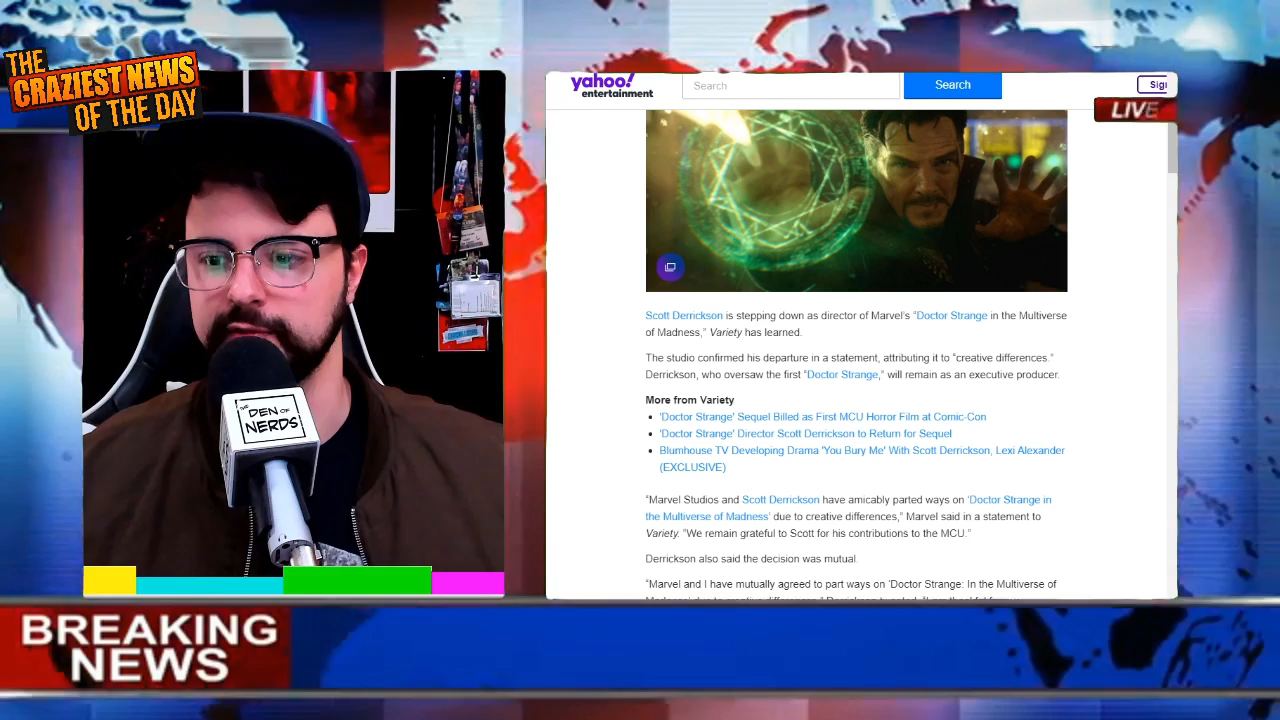 THE
CRAZIEST NEWS
OF THE DAY
yahoo!
entertainment
Search
Search
Sig
LIVE
THE
DEN OF
NERDS
Scott Derrickson is stepping down as director of Marvel's "Doctor Strange in the Multiverse
of Madness," Variety has learned.
The studio confirmed his departure in a statement, attributing it to "creative differences."
Derrickson, who oversaw the first "Doctor Strange," will remain as an executive producer.
More from Variety
'Doctor Strange' Sequel Billed as First MCU Horror Film at Comic-Con
'Doctor Strange' Director Scott Derrickson to Return for Sequel
Blumhouse TV Developing Drama 'You Bury Me' With Scott Derrickson, Lexi Alexander
(EXCLUSIVE)
"Marvel Studios and Scott Derrickson have amicably parted ways on 'Doctor Strange in
the Multiverse of Madness' due to creative differences," Marvel said in a statement to
Variety. "We remain grateful to Scott for his contributions to the MCU."
Derrickson also said the decision was mutual.
"Marvel and I have mutually agreed to part ways on 'Doctor Strange: In the Multiverse of
BREAKING
NEWS